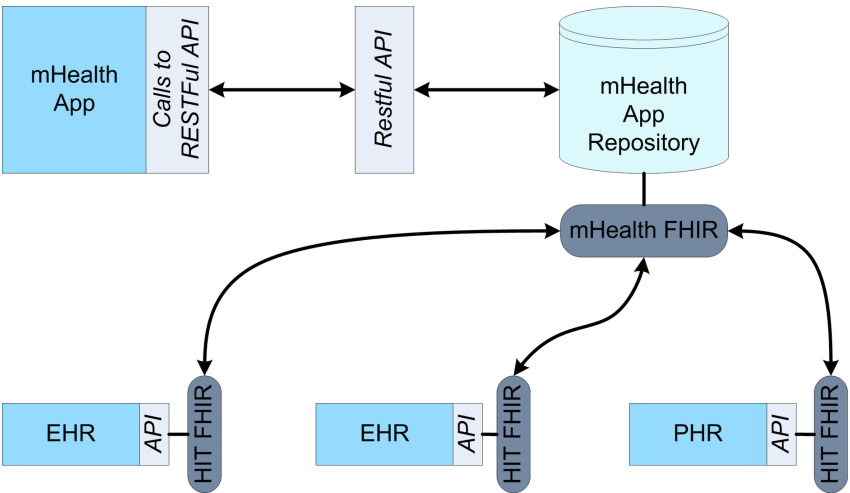 mHealth
App
Calls to
RESTFul API
Restful API
mHealth
App
Repository
mHealth FHIR
EHR
API
HIT FHIR
EHR
API
HIT FHIR
PHR
API
HIT FHIR